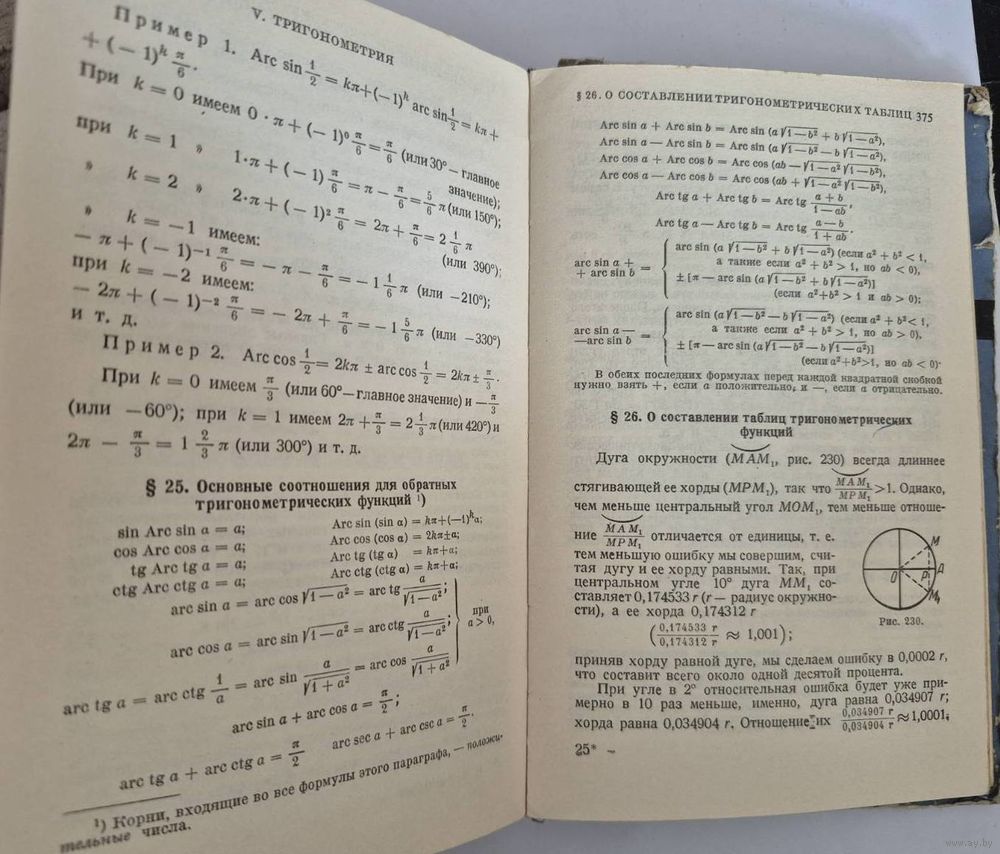 V. ТРИГОНОМЕТРИЯ
Пример 1. Arc sin 1/2 = kπ+(−1)^k arc sin 1/2 = kπ +
+ (−1)^k π/6.
При k = 0 имеем 0 · π + (−1)^0 π/6 = π/6 (или 30° — главное
значение);
при k = 1 » 1·π + (−1) π/6 = π − π/6 = 5/6 π (или 150°);
» k = 2 » 2·π + (−1)^2 π/6 = 2π + π/6 = 2 1/6 π
(или 390°);
» k = −1 имеем:
− π + (−1)^−1 π/6 = − π − π/6 = − 1 1/6 π (или −210°);
при k = −2 имеем:
− 2π + (−1)^−2 π/6 = − 2π + π/6 = − 1 5/6 π (или −330°)
и т. д.
Пример 2. Arc cos 1/2 = 2kπ ± arc cos 1/2 = 2kπ ± π/3.
При k = 0 имеем π/3 (или 60° — главное значение) и − π/3
(или −60°); при k = 1 имеем 2π + π/3 = 2 1/3 π (или 420°) и
2π − π/3 = 1 2/3 π (или 300°) и т. д.
§ 25. Основные соотношения для обратных
тригонометрических функций ¹)
sin Arc sin a = a; Arc sin (sin α) = kπ+(−1)^k α;
cos Arc cos a = a; Arc cos (cos α) = 2kπ±α;
tg Arc tg a = a; Arc tg (tg α) = kπ+α;
ctg Arc ctg a = a; Arc ctg (ctg α) = kπ+α;
arc sin a = arc cos √(1−a²) = arc tg a/√(1−a²);
arc cos a = arc sin √(1−a²) = arc ctg a/√(1−a²);
при
a > 0,
arc tg a = arc ctg 1/a = arc sin a/√(1+a²) = arc cos 1/√(1+a²)
arc sin a + arc cos a = π/2;
arc tg a + arc ctg a = π/2 arc sec a + arc csc a = π/2.
¹) Корни, входящие во все формулы этого параграфа, — положи-
тельные числа.
§ 26. О СОСТАВЛЕНИИ ТРИГОНОМЕТРИЧЕСКИХ ТАБЛИЦ 375
Arc sin a + Arc sin b = Arc sin (a √(1−b²) + b √(1−a²)),
Arc sin a — Arc sin b = Arc sin (a √(1−b²) — b √(1−a²)),
Arc cos a + Arc cos b = Arc cos (ab — √(1−a²) √(1−b²)),
Arc cos a — Arc cos b = Arc cos (ab + √(1−a²) √(1−b²)),
Arc tg a + Arc tg b = Arc tg (a + b)/(1 — ab),
Arc tg a — Arc tg b = Arc tg (a — b)/(1 + ab).
arc sin (a √(1−b²) + b √(1−a²)) (если a² + b² < 1,
а также если a² + b² > 1, но ab < 0),
arc sin a +
+ arc sin b =
± [π — arc sin (a √(1−b²) + b √(1−a²))]
(если a²+b² > 1 и ab > 0);
arc sin (a √(1−b²) — b √(1−a²)) (если a² + b² < 1,
а также если a² + b² > 1, но ab > 0),
arc sin a —
—arc sin b =
± [π — arc sin (a √(1−b²) — b √(1−a²))]
(если a²+b²>1, но ab < 0).
В обеих последних формулах перед каждой квадратной скобкой
нужно взять +, если a положительно, и —, если a отрицательно.
§ 26. О составлении таблиц тригонометрических
функций
Дуга окружности (MAM₁, рис. 230) всегда длиннее
стягивающей ее хорды (MPM₁), так что MAM₁/MPM₁ >1. Однако,
чем меньше центральный угол MOM₁, тем меньше отноше-
ние MAM₁/MPM₁ отличается от единицы, т. е.
тем меньшую ошибку мы совершим, счи-
тая дугу и ее хорду равными. Так, при
центральном угле 10° дуга MM₁ со-
ставляет 0,174533 r (r — радиус окружно-
сти), а ее хорда 0,174312 r
(0,174533 r/0,174312 r ≈ 1,001);
M
O
P
A
M₁
Рис. 230.
приняв хорду равной дуге, мы сделаем ошибку в 0,0002 r,
что составит всего около одной десятой процента.
При угле в 2° относительная ошибка будет уже при-
мерно в 10 раз меньше, именно, дуга равна 0,034907 r;
хорда равна 0,034904 r. Отношение их 0,034907 r/0,034904 r ≈1,0001;
25*
www.ay.by